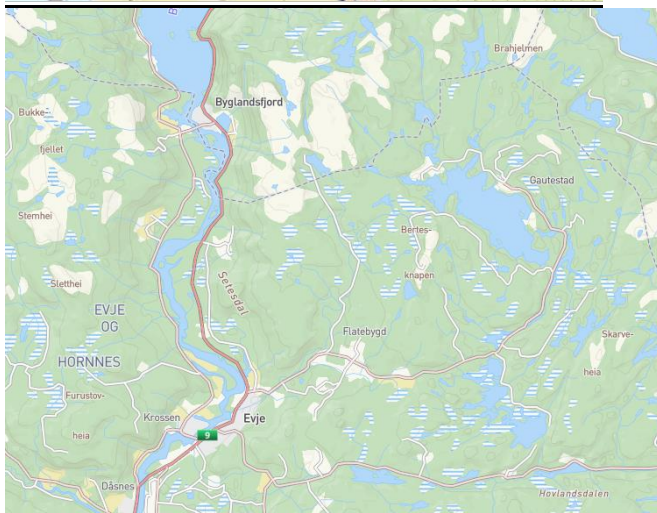 Brahjelmen
Byglandsfjord
Bukke-
fjellet
Gautestad
Stemhei
Bertes-
knapen
Setesdal
Sletthei
EVJE
OG
HORNNES
Flatebygd
Skarve-
heia
Furustov-
heia
Krossen
Evje
9
Dåsnes
Hovlandsdalen